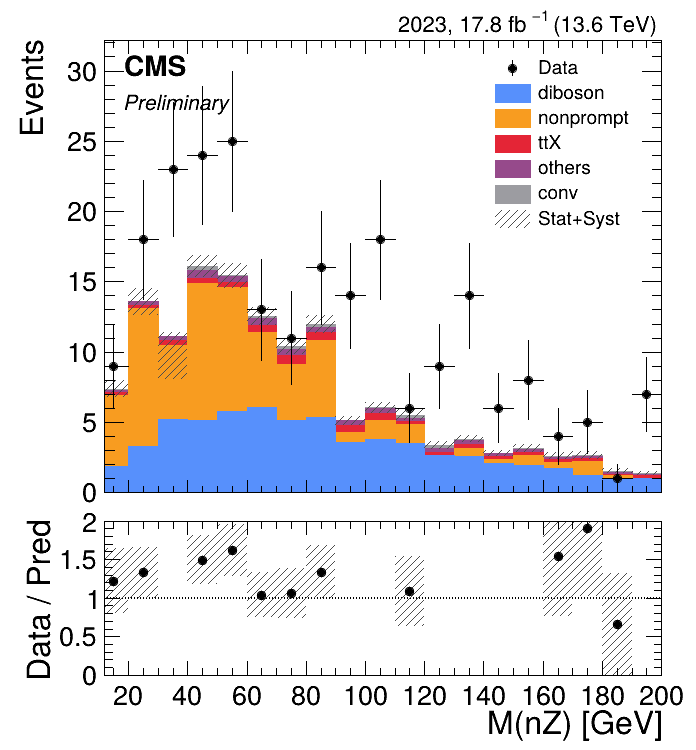 2023, 17.8 fb⁻¹ (13.6 TeV)
CMS
Preliminary
Events
30
25
20
15
10
5
0
Data
diboson
nonprompt
ttX
others
conv
Stat+Syst
Data / Pred
2
1.5
1
0.5
0
20 40 60 80 100 120 140 160 180 200
M(nZ) [GeV]